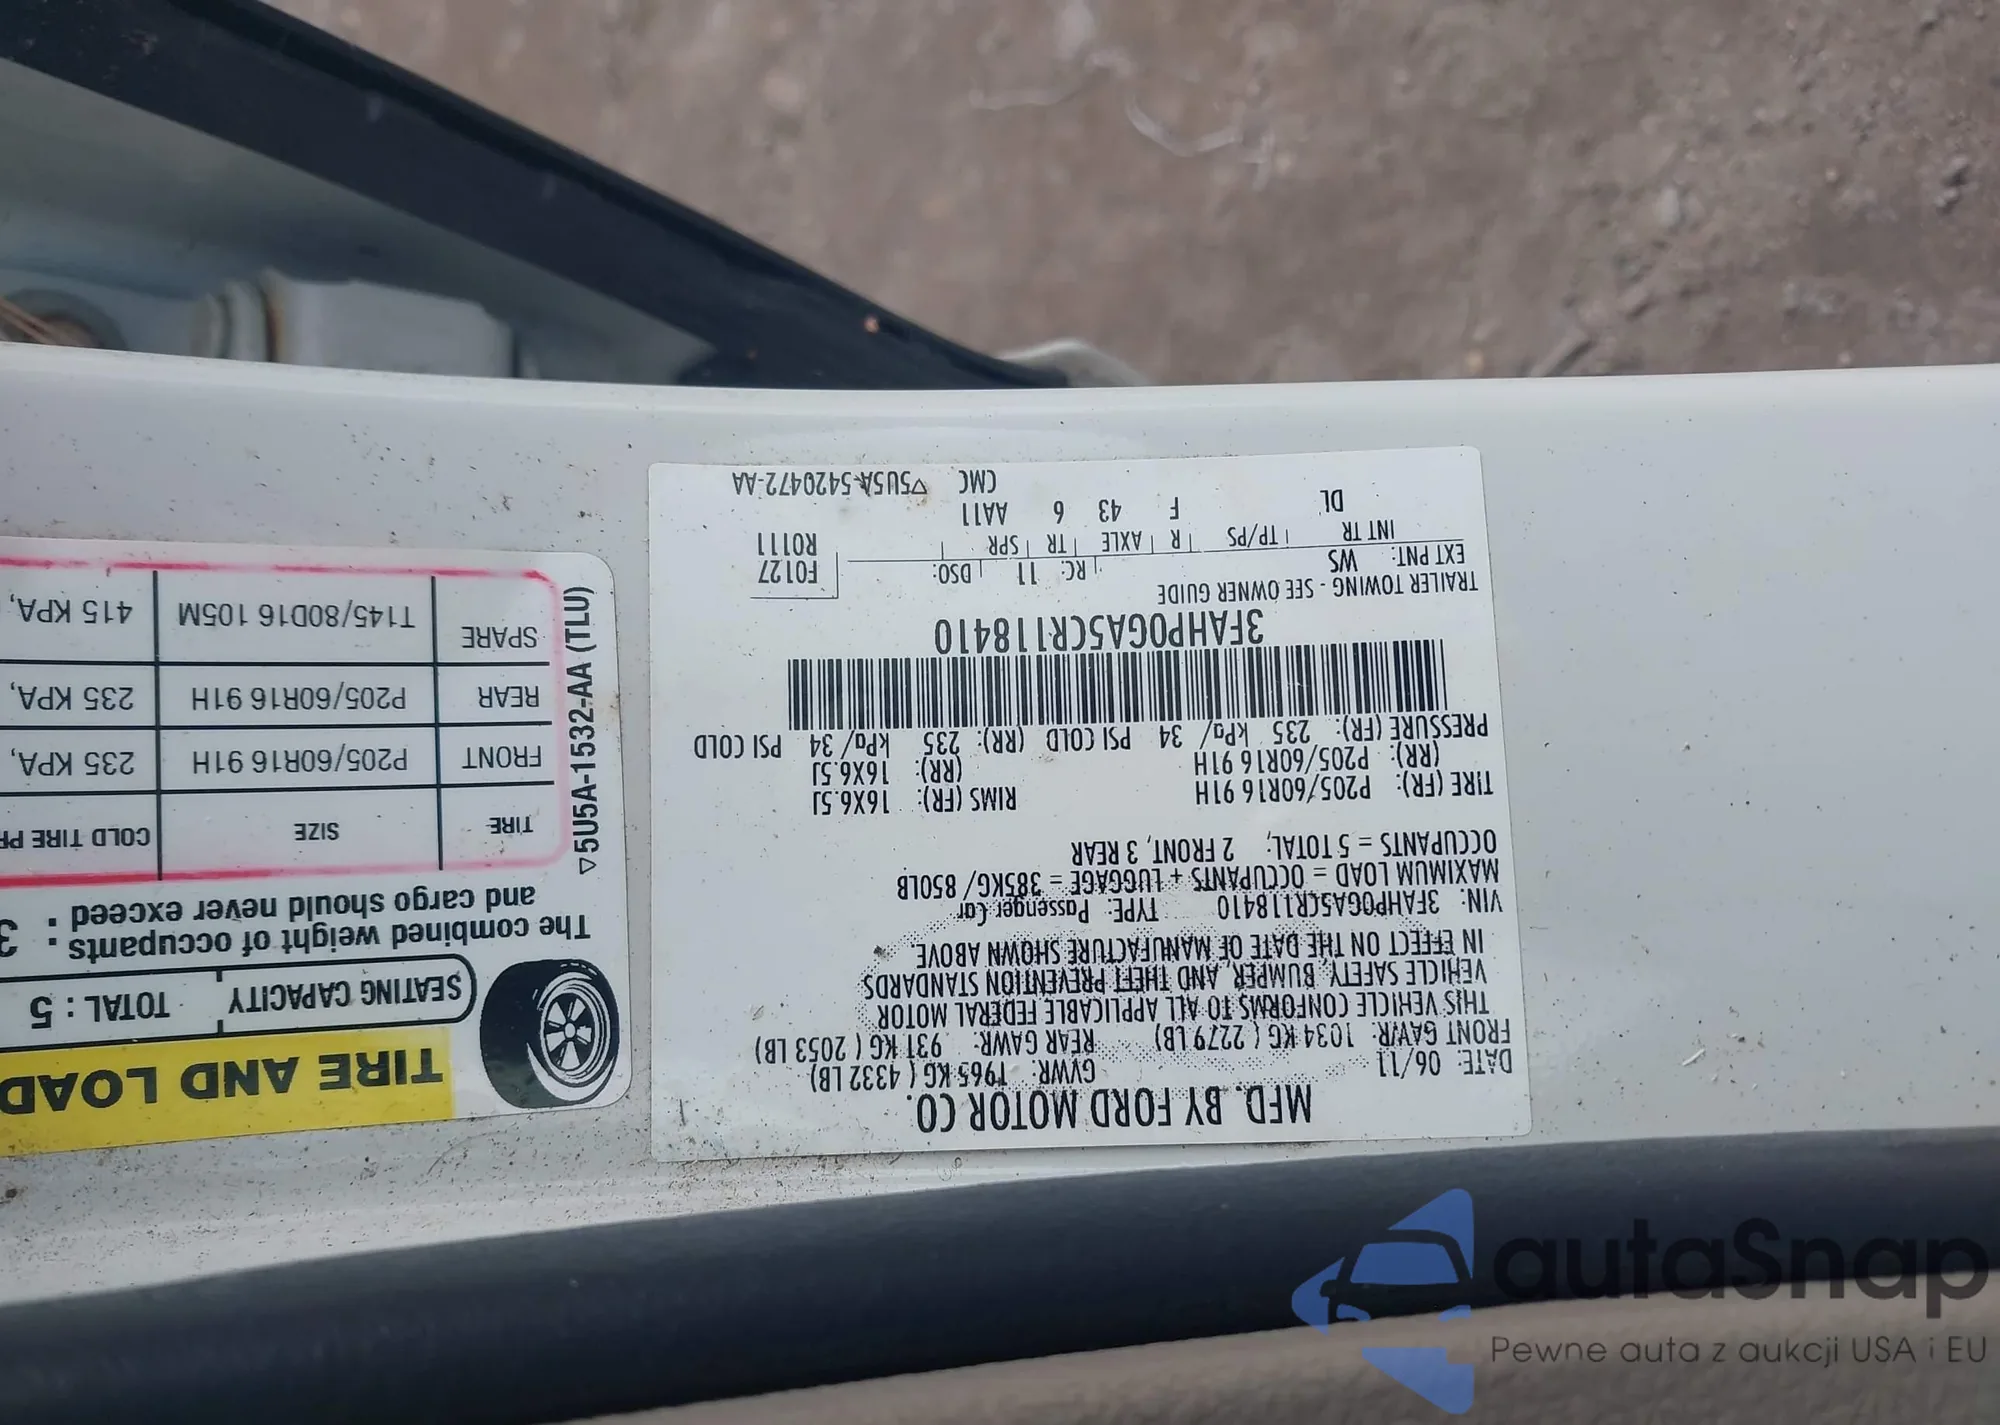 MFD. BY FORD MOTOR CO.
DATE: 06/11 GVWR: 1965 KG ( 4332 LB)
FRONT GAWR: 1034 KG ( 2279 LB) REAR GAWR: 931 KG ( 2053 LB)
THIS VEHICLE CONFORMS TO ALL APPLICABLE FEDERAL MOTOR
VEHICLE SAFETY, BUMPER, AND THEFT PREVENTION STANDARDS
IN EFFECT ON THE DATE OF MANUFACTURE SHOWN ABOVE
VIN: 3FAHP0GA5CR118410 TYPE: Passenger Car
MAXIMUM LOAD = OCCUPANTS + LUGGAGE = 385KG/ 850LB
OCCUPANTS = 5 TOTAL; 2 FRONT, 3 REAR
TIRE (FR): P205/60R16 91H RIMS (FR): 16X6.5J
(RR): P205/60R16 91H (RR): 16X6.5J
PRESSURE (FR): 235 kPa/ 34 PSI COLD (RR): 235 kPa/ 34 PSI COLD
3FAHP0GA5CR118410
TRAILER TOWING - SEE OWNER GUIDE
EXT PNT: WS RC: 11 DSO: F0127
INT TR TP/PS R AXLE TR SPR R0111
DL F 43 6 AA11
CMC ▽5U5A-5420472-AA
TIRE AND LOAD
SEATING CAPACITY TOTAL : 5
The combined weight of occupants
and cargo should never exceed : 3
TIRE SIZE COLD TIRE PR
FRONT P205/60R16 91H 235 KPA,
REAR P205/60R16 91H 235 KPA,
SPARE T145/80D16 105M 415 KPA,
▽5U5A-1532-AA (TLU)
autaSnap
Pewne auta z aukcji USA i EU